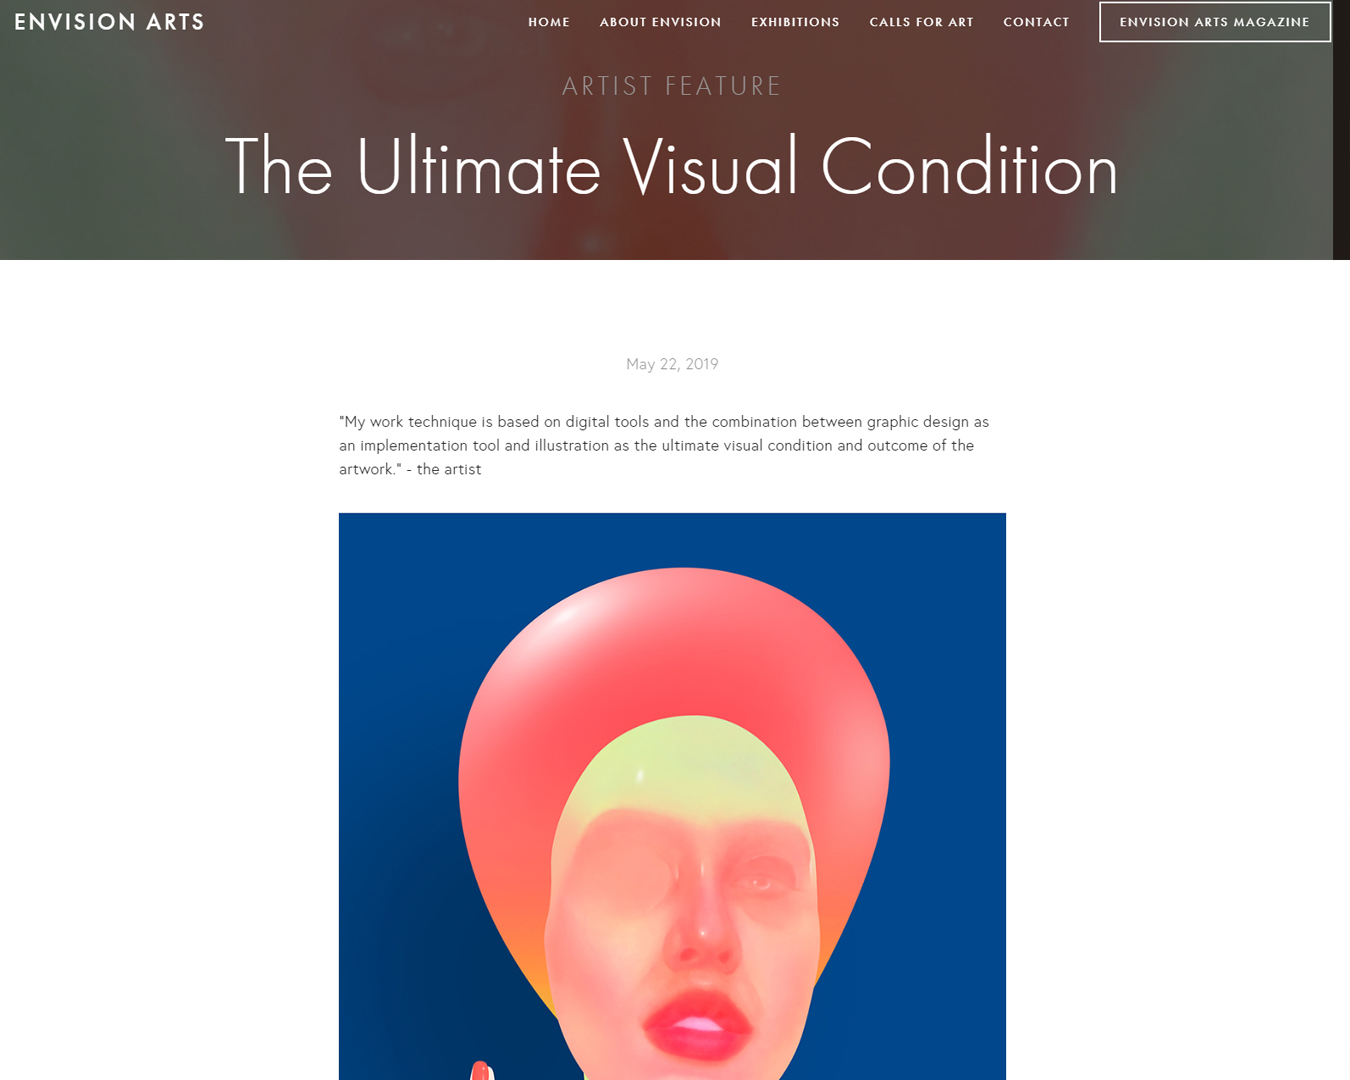 ENVISION ARTS
HOME ABOUT ENVISION EXHIBITIONS CALLS FOR ART CONTACT ENVISION ARTS MAGAZINE
ARTIST FEATURE
The Ultimate Visual Condition
May 22, 2019
"My work technique is based on digital tools and the combination between graphic design as
an implementation tool and illustration as the ultimate visual condition and outcome of the
artwork." - the artist